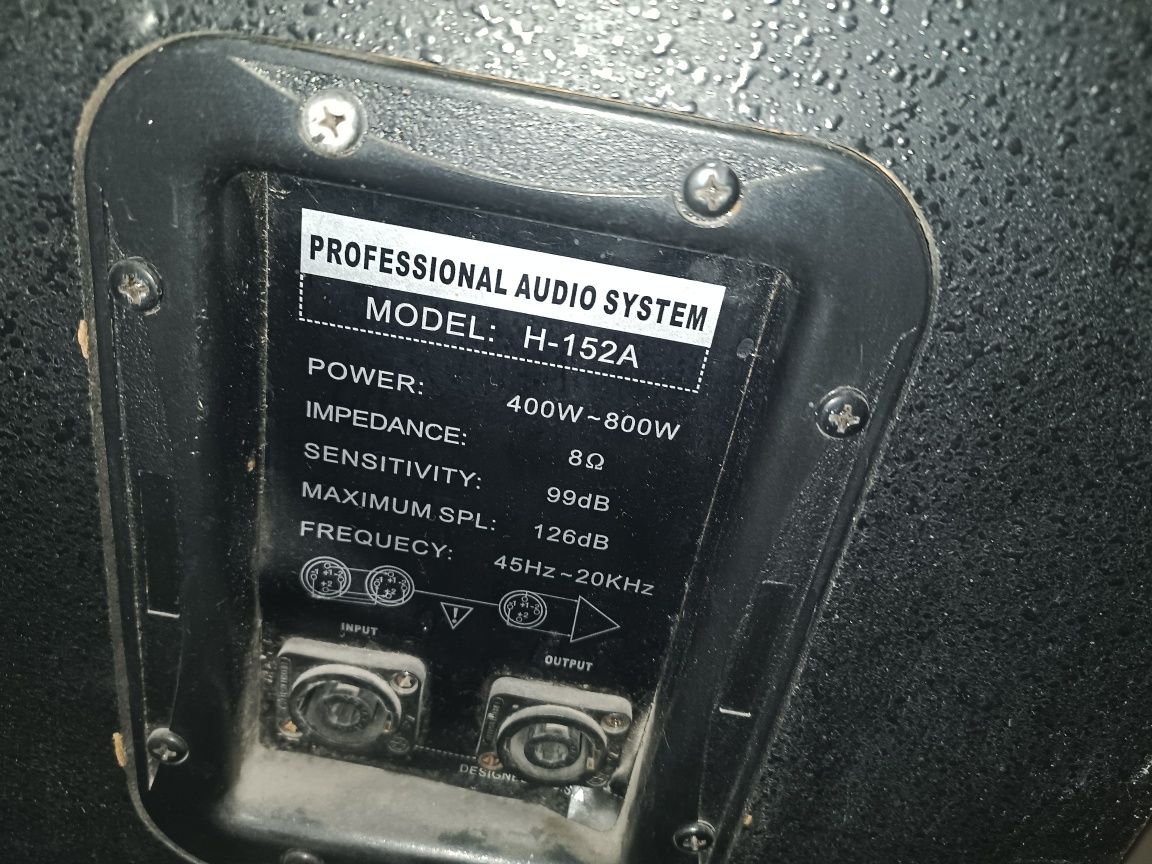 PROFESSIONAL AUDIO SYSTEM
MODEL: H-152A
POWER: 400W~800W
IMPEDANCE: 8Ω
SENSITIVITY: 99dB
MAXIMUM SPL: 126dB
FREQUECY: 45Hz~20KHz
INPUT
OUTPUT